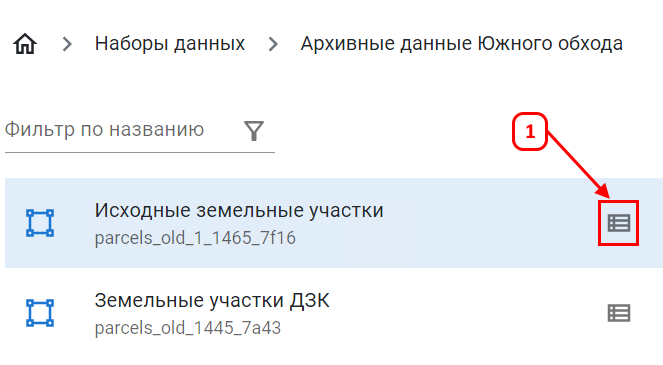 Наборы данных > Архивные данные Южного обхода
Фильтр по названию
1
Исходные земельные участки
parcels_old_1_1465_7f16
Земельные участки ДЗК
parcels_old_1445_7a43